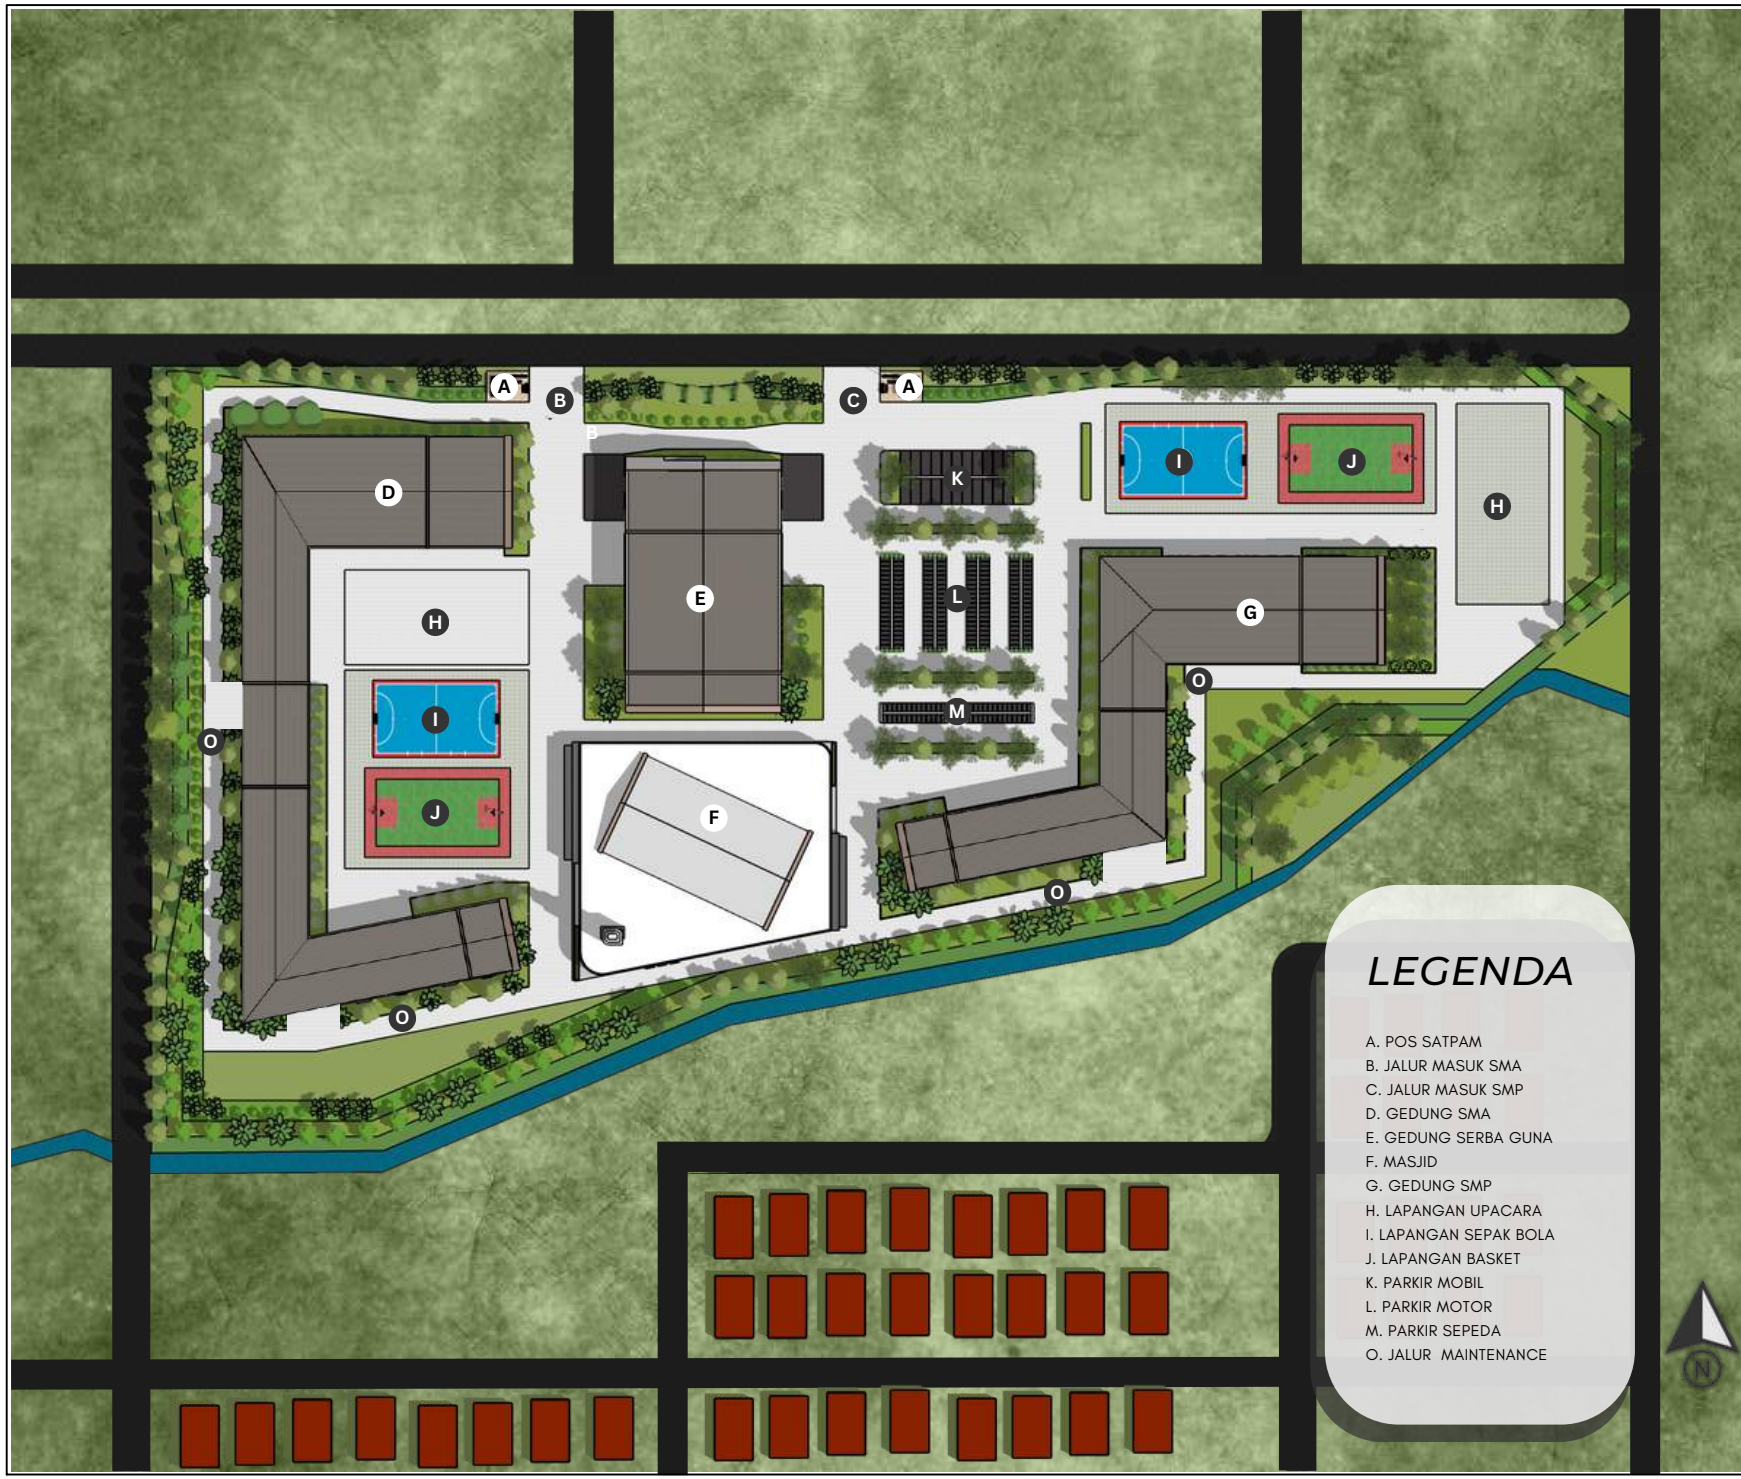 A
A
B
C
B
K
I
J
D
H
E
L
G
H
O
M
I
O
J
F
O
O
LEGENDA
A. POS SATPAM
B. JALUR MASUK SMA
C. JALUR MASUK SMP
D. GEDUNG SMA
E. GEDUNG SERBA GUNA
F. MASJID
G. GEDUNG SMP
H. LAPANGAN UPACARA
I. LAPANGAN SEPAK BOLA
J. LAPANGAN BASKET
K. PARKIR MOBIL
L. PARKIR MOTOR
M. PARKIR SEPEDA
O. JALUR MAINTENANCE
N